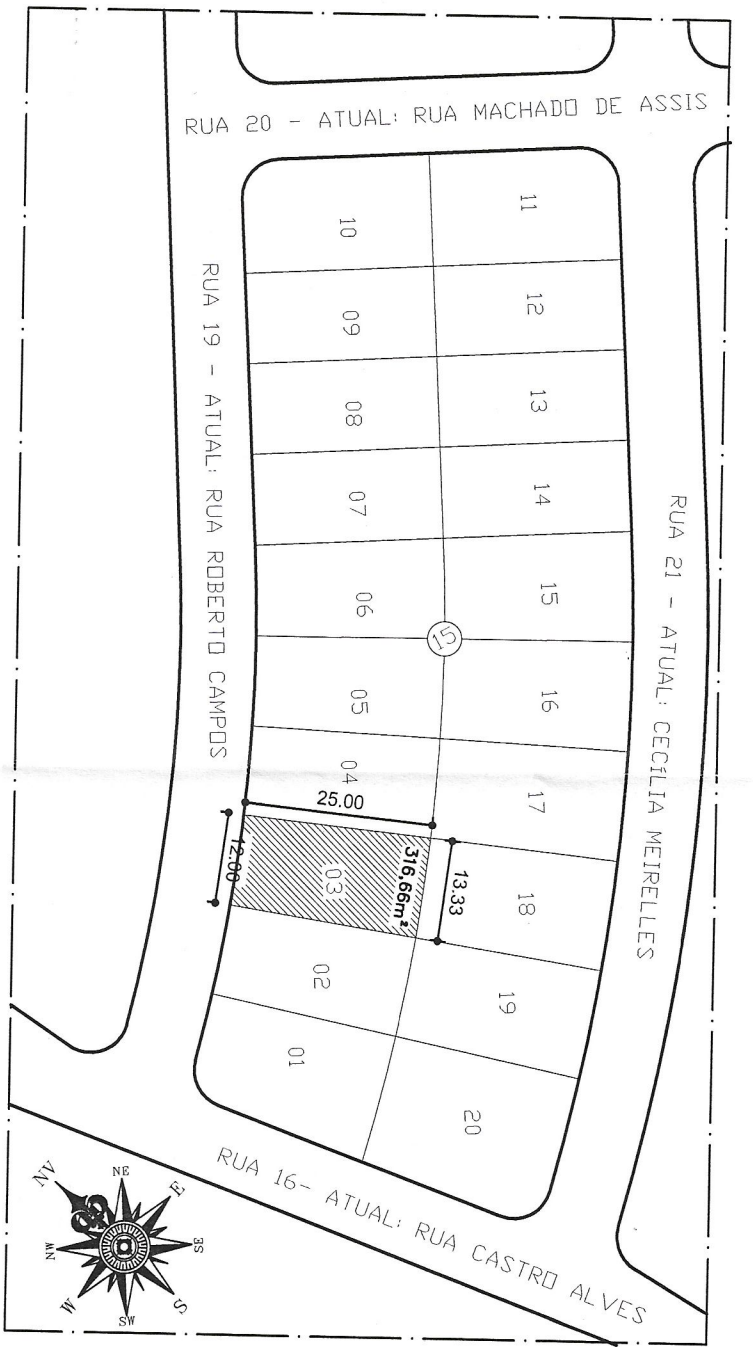 RUA 20 - ATUAL: RUA MACHADO DE ASSIS
RUA 19 - ATUAL: RUA ROBERTO CAMPOS
RUA 21 - ATUAL: CECÍLIA MEIRELLES
RUA 16- ATUAL: RUA CASTRO ALVES
10
09
08
07
06
05
04
03
02
01
11
12
13
14
15
16
17
18
19
20
15
25.00
12.00
13.33
316,66m²
NV
NE
E
SE
S
SW
W
NW